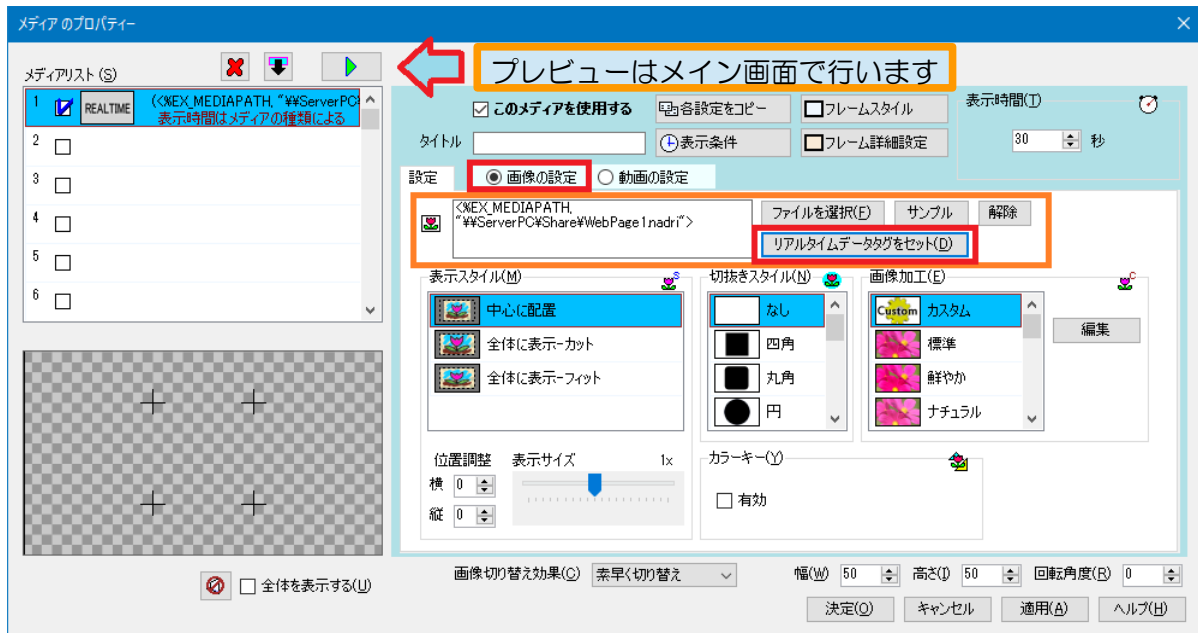 メディア のプロパティー
メディアリスト (S)
プレビューはメイン画面で行います
1 REALTIME (<%EX_MEDIAPATH, "¥¥ServerPC¥
表示時間はメディアの種類による
2
3
4
5
6
全体を表示する(U)
このメディアを使用する
各設定をコピー
フレームスタイル
タイトル
表示条件
フレーム詳細設定
表示時間(T)
30 秒
設定
画像の設定
動画の設定
<%EX_MEDIAPATH,
"¥¥ServerPC¥Share¥WebPage1.nadri">
ファイルを選択(F)
サンプル
解除
リアルタイムデータタグをセット(D)
表示スタイル(M)
S
中心に配置
全体に表示-カット
全体に表示-フィット
切抜きスタイル(N)
なし
四角
丸角
円
画像加工(E)
C
Custom カスタム
標準
鮮やか
ナチュラル
編集
位置調整
表示サイズ
1x
横 0
縦 0
カラーキー(Y)
有効
画像切り替え効果(C) 素早く切り替え
幅(W) 50
高さ(I) 50
回転角度(R) 0
決定(O)
キャンセル
適用(A)
ヘルプ(H)